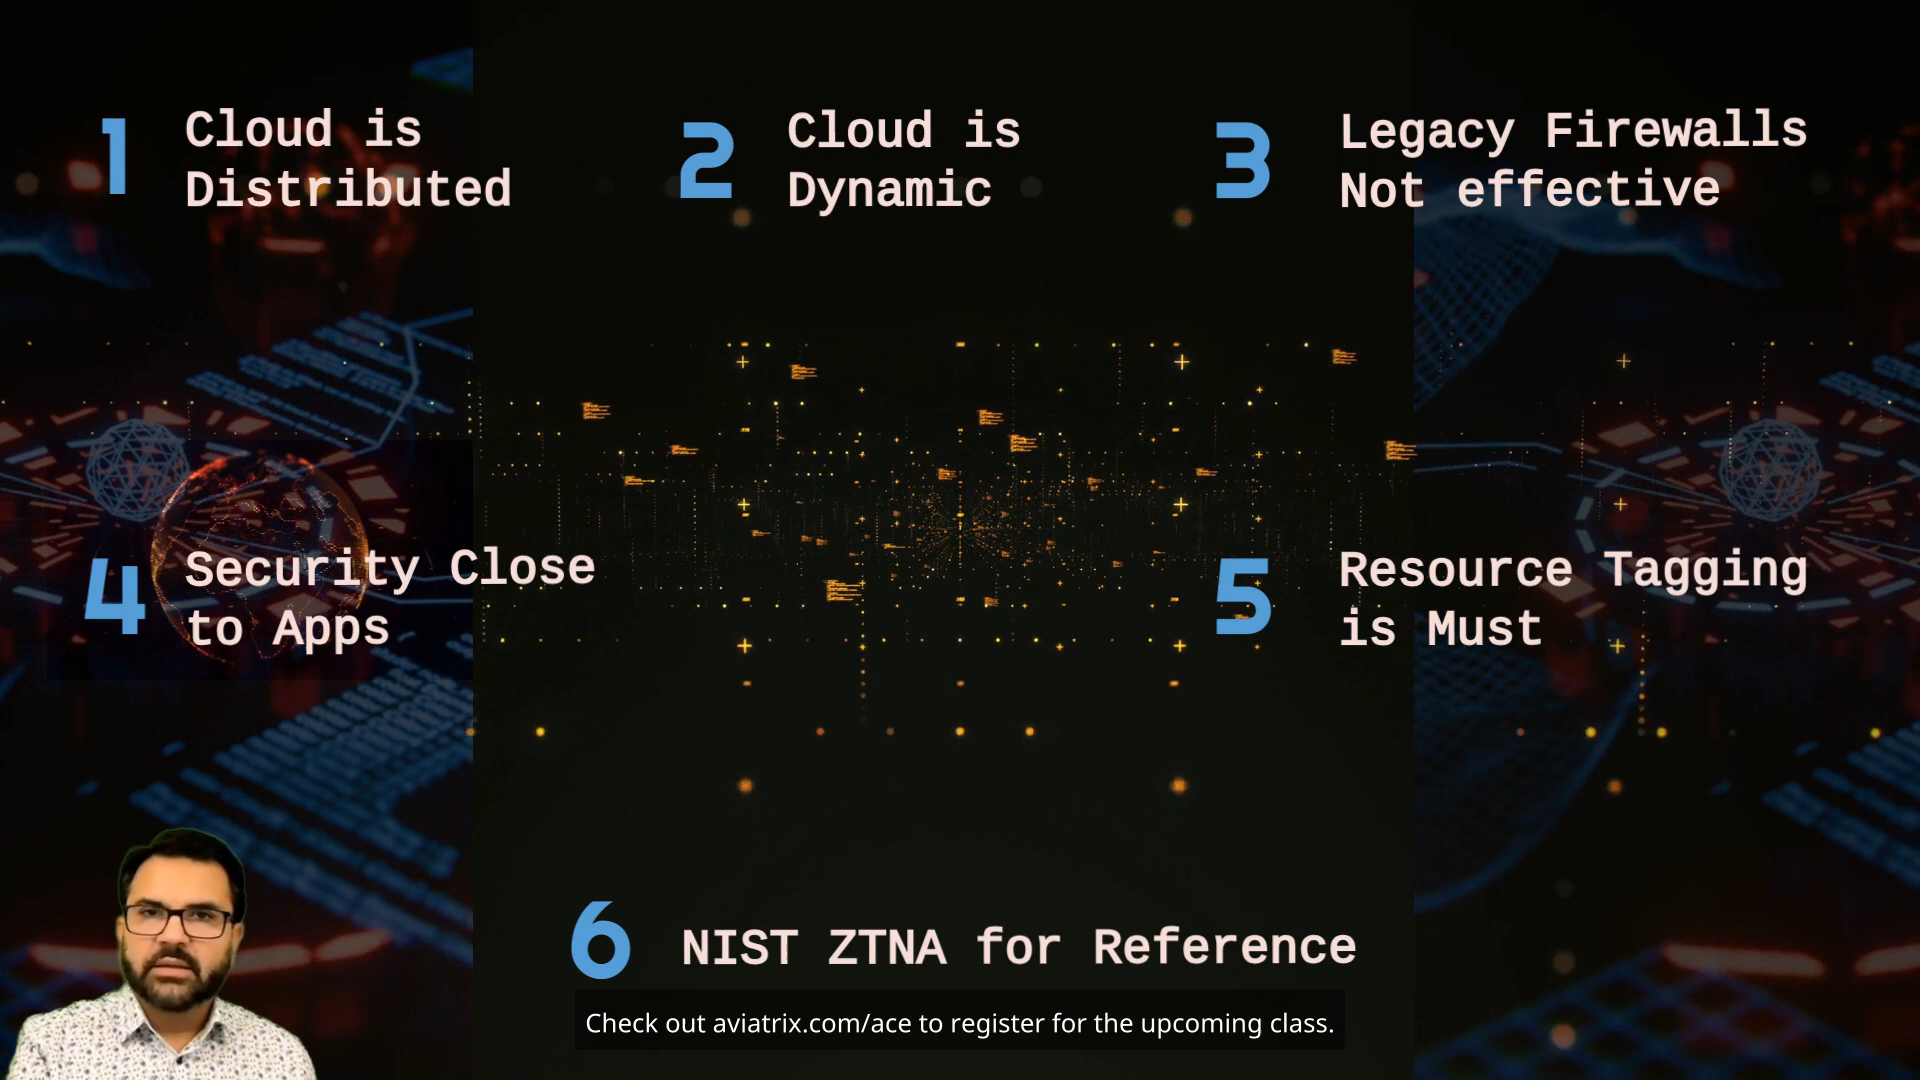 1 Cloud is
Distributed
2 Cloud is
Dynamic
3 Legacy Firewalls
Not effective
4 Security Close
to Apps
5 Resource Tagging
is Must
6 NIST ZTNA for Reference
Check out aviatrix.com/ace to register for the upcoming class.